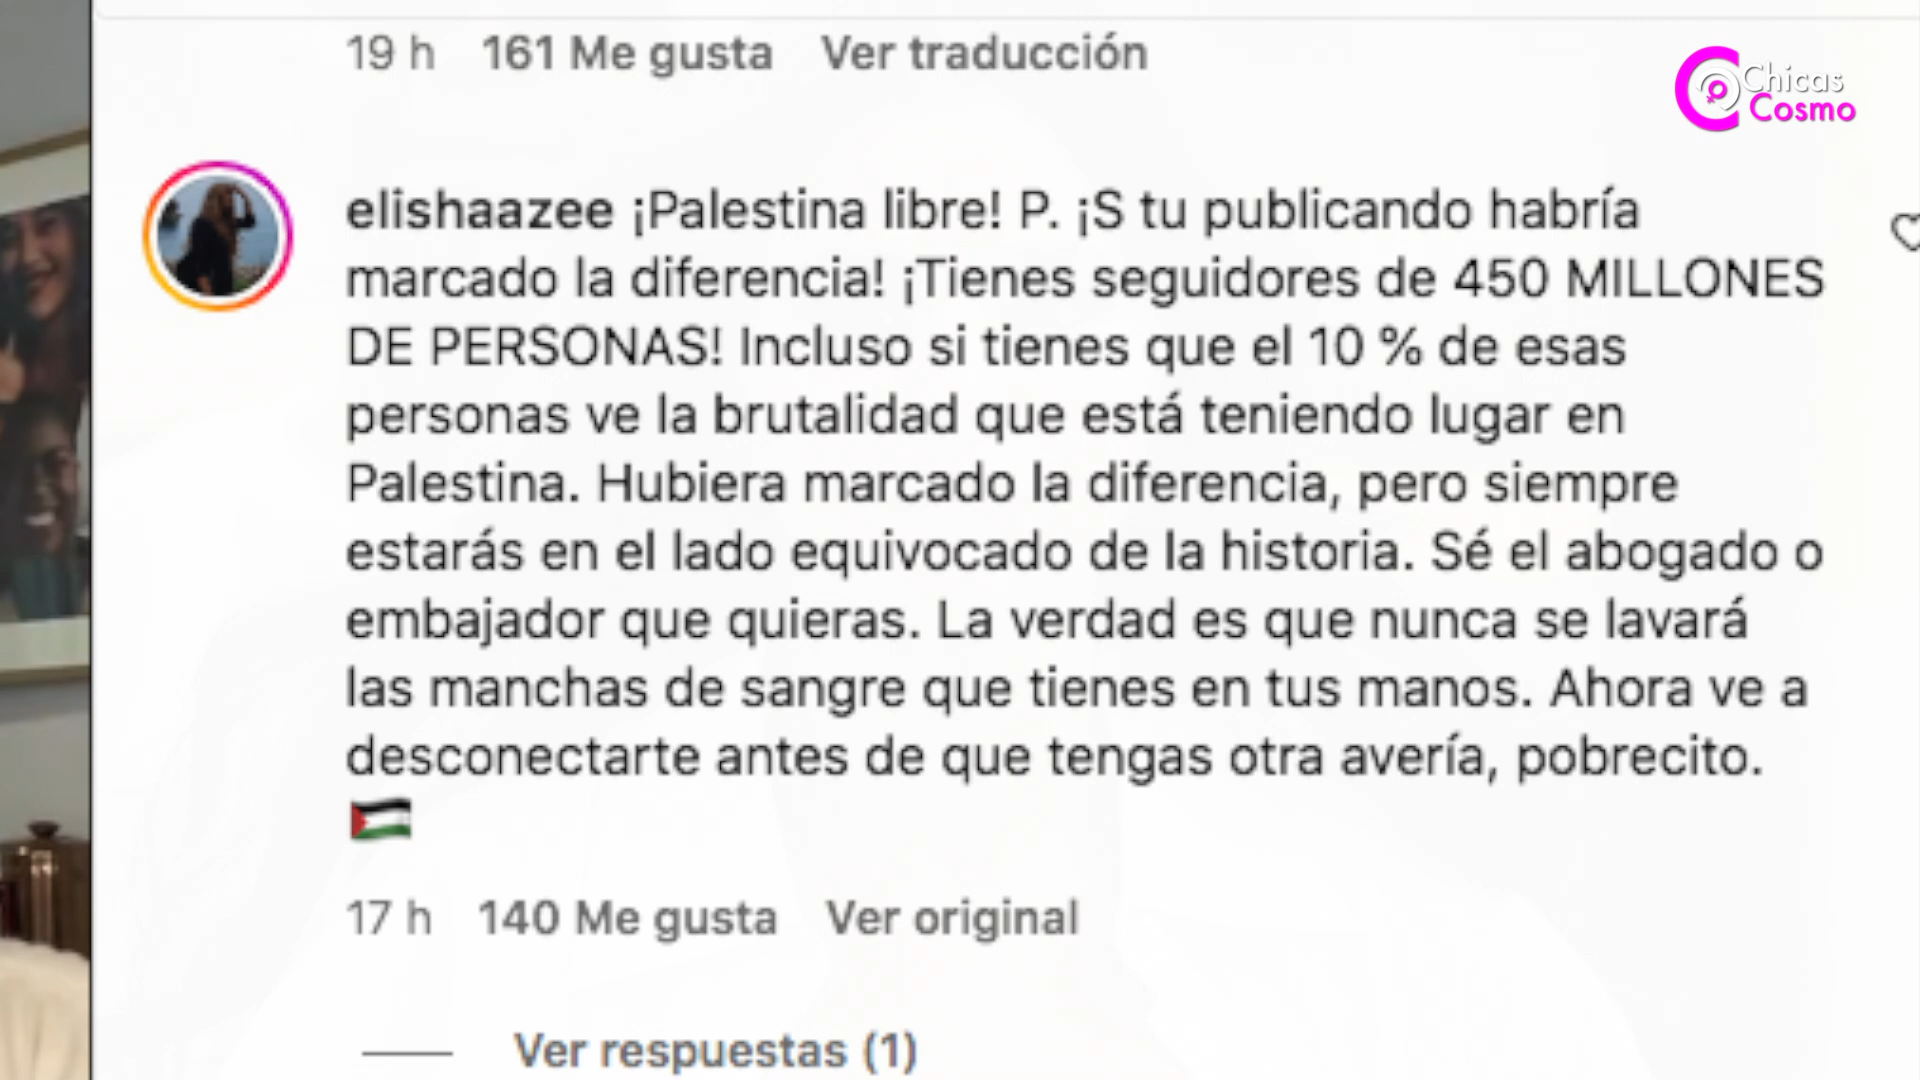 19 h 161 Me gusta Ver traducción
Chicas
Cosmo
elishaazee ¡Palestina libre! P. ¡S tu publicando habría
marcado la diferencia! ¡Tienes seguidores de 450 MILLONES
DE PERSONAS! Incluso si tienes que el 10 % de esas
personas ve la brutalidad que está teniendo lugar en
Palestina. Hubiera marcado la diferencia, pero siempre
estarás en el lado equivocado de la historia. Sé el abogado o
embajador que quieras. La verdad es que nunca se lavará
las manchas de sangre que tienes en tus manos. Ahora ve a
desconectarte antes de que tengas otra avería, pobrecito.
🇵🇸
17 h 140 Me gusta Ver original
Ver respuestas (1)